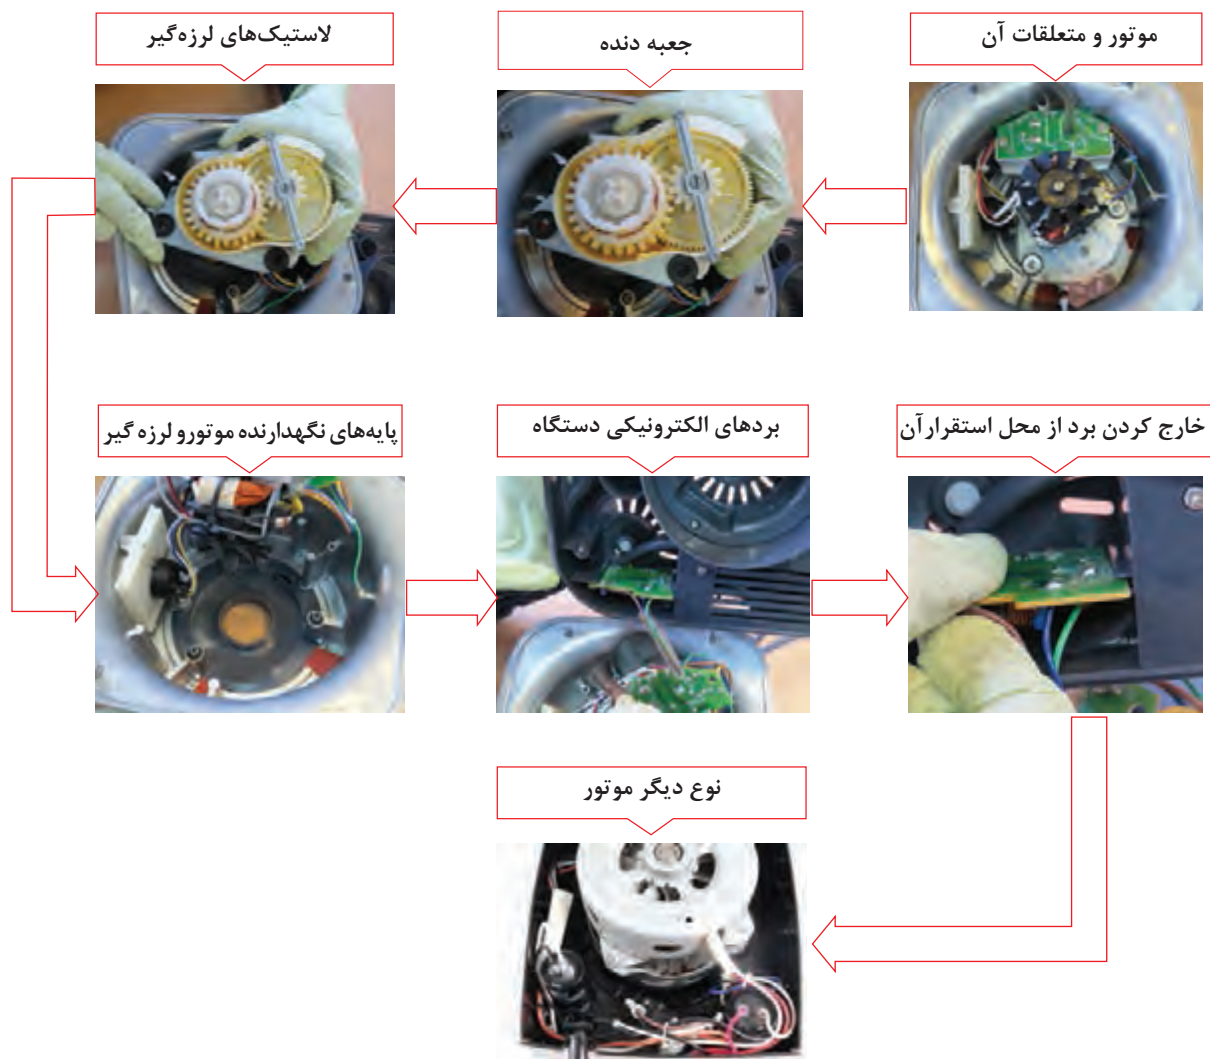 موتور و متعلقات آن
جعبه دنده
لاستیک‌های لرزه‌گیر
پایه‌های نگهدارنده موتورو لرزه گیر
بردهای الکترونیکی دستگاه
خارج کردن برد از محل استقرارآن
نوع دیگر موتور